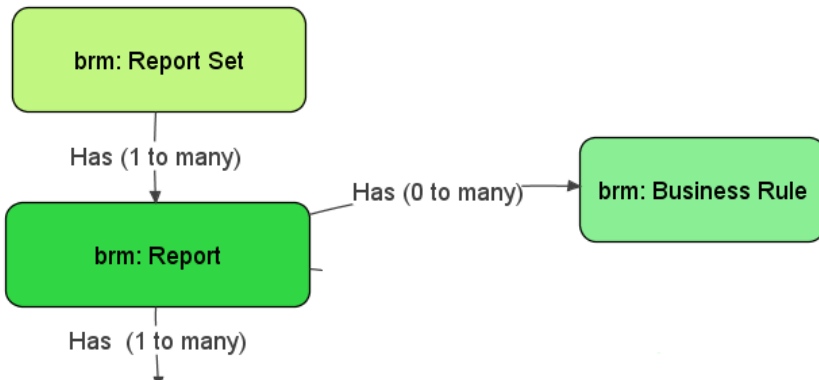 brm: Report Set
Has (1 to many)
Has (0 to many)
brm: Business Rule
brm: Report
Has (1 to many)